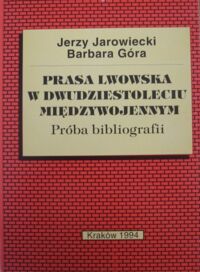 Jerzy Jarowiecki
Barbara Góra
PRASA LWOWSKA
W DWUDZIESTOLECIU
MIĘDZYWOJENNYM
Próba bibliografii
Kraków 1994